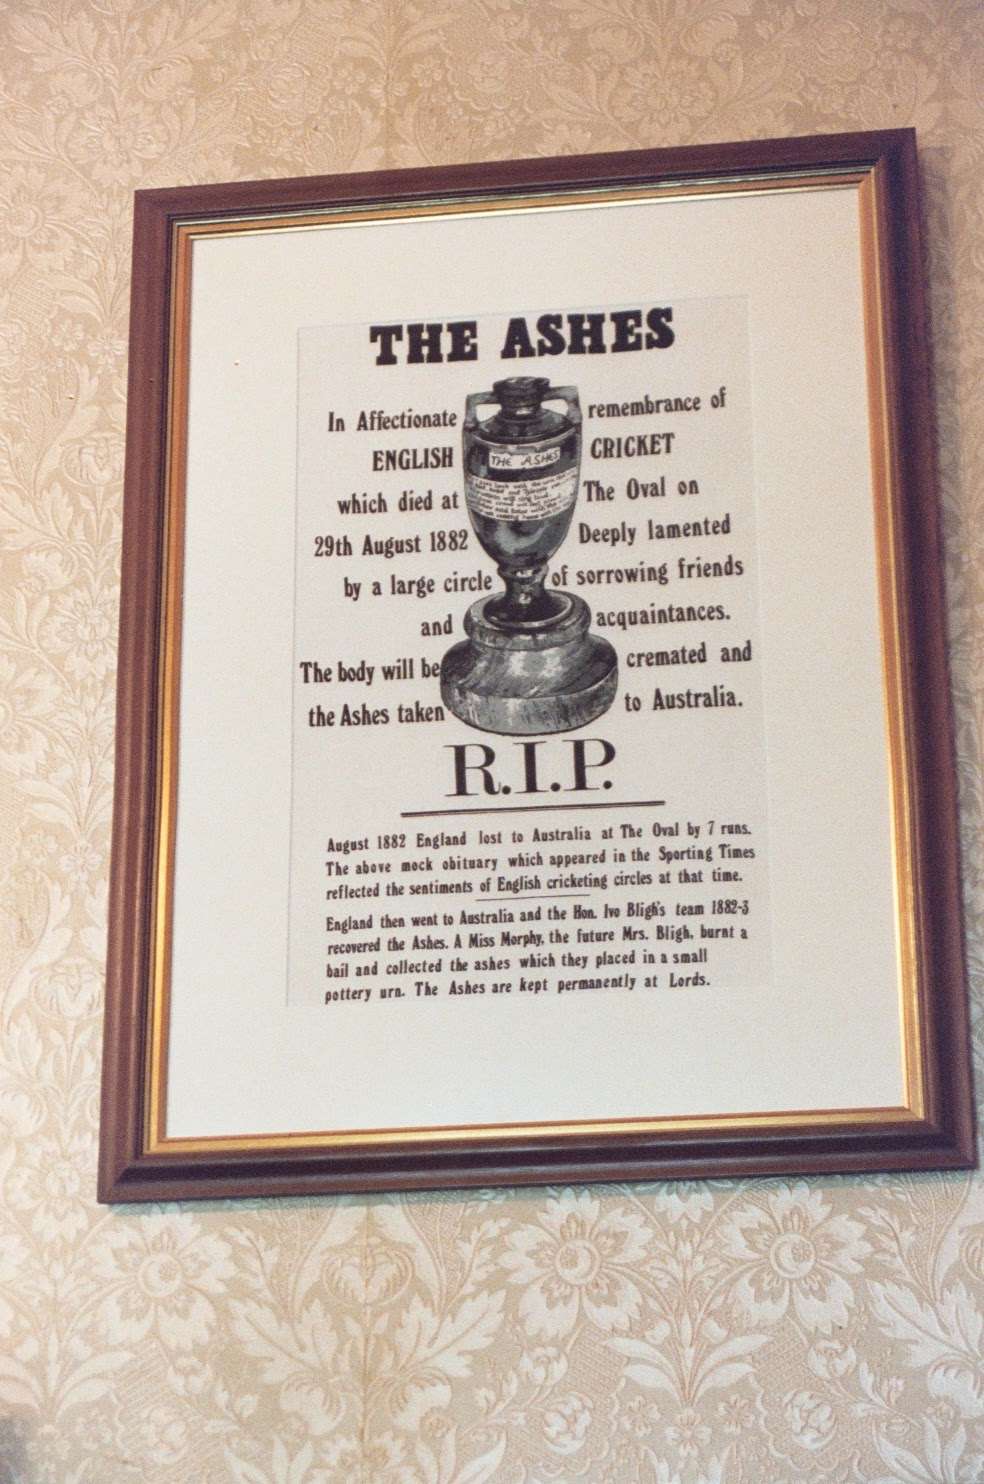 THE ASHES
In Affectionate remembrance of
ENGLISH CRICKET
which died at The Oval on
29th August 1882 Deeply lamented
by a large circle of sorrowing friends
and acquaintances.
The body will be cremated and
the Ashes taken to Australia.
THE ASHES
R.I.P.
August 1882 England lost to Australia at The Oval by 7 runs.
The above mock obituary which appeared in the Sporting Times
reflected the sentiments of English cricketing circles at that time.
England then went to Australia and the Hon. Ivo Bligh's team 1882-3
recovered the Ashes. A Miss Morphy, the future Mrs. Bligh, burnt a
bail and collected the ashes which they placed in a small
pottery urn. The Ashes are kept permanently at Lords.